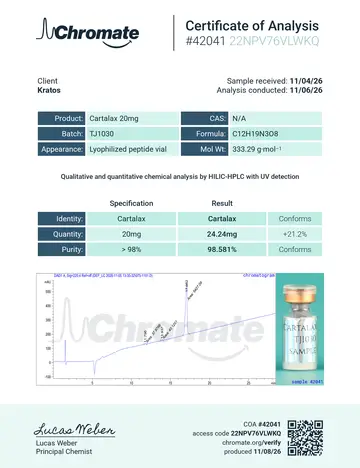 Chromate
Certificate of Analysis
#42041 22NPV76VLWKQ
Client
Kratos
Sample received: 11/04/26
Analysis conducted: 11/06/26
Product: Cartalax 20mg
CAS: N/A
Batch: TJ1030
Formula: C12H19N3O8
Appearance: Lyophilized peptide vial
Mol Wt: 333.29 g·mol⁻¹
Qualitative and quantitative chemical analysis by HILIC-HPLC with UV detection
Specification Result
Identity: Cartalax Cartalax Conforms
Quantity: 20mg 24.24mg +21.2%
Purity: > 98% 98.581% Conforms
chromatogram
Chromate
CARTALAX
TJ1030
SAMPLE
sample 42041
Lucas Weber
Lucas Weber
Principal Chemist
COA #42041
access code 22NPV76VLWKQ
chromate.org/verify
produced 11/08/26